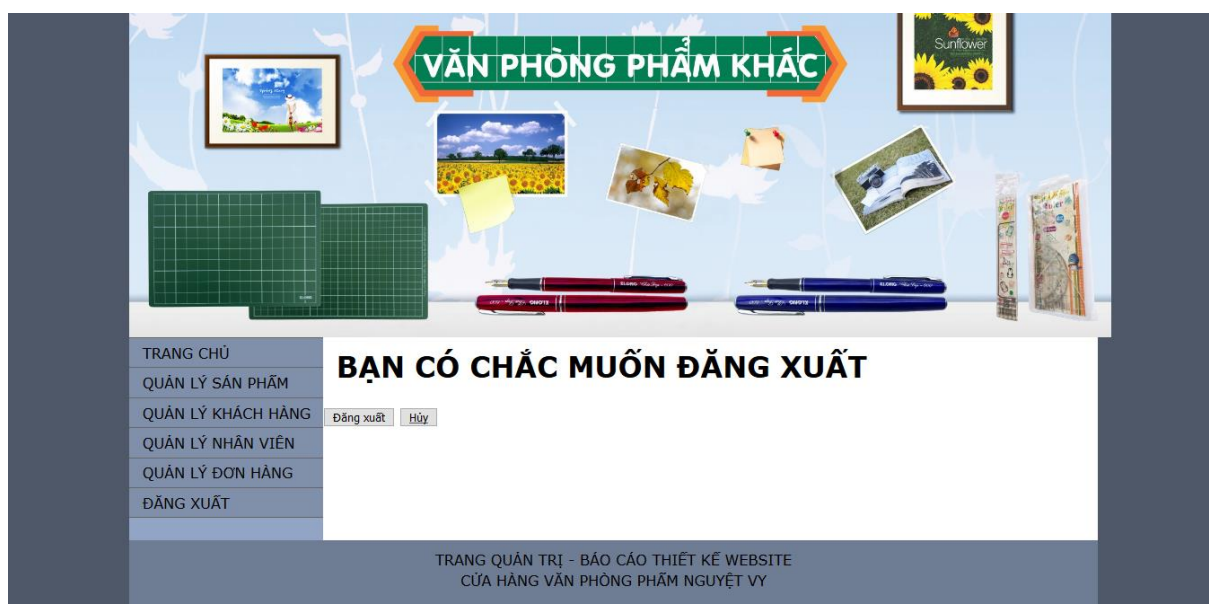 VĂN PHÒNG PHẨM KHÁC
Sunflower
TRANG CHỦ
QUẢN LÝ SẢN PHẨM
QUẢN LÝ KHÁCH HÀNG
QUẢN LÝ NHÂN VIÊN
QUẢN LÝ ĐƠN HÀNG
ĐĂNG XUẤT
BẠN CÓ CHẮC MUỐN ĐĂNG XUẤT
Đăng xuất Hủy
TRANG QUẢN TRỊ - BÁO CÁO THIẾT KẾ WEBSITE
CỬA HÀNG VĂN PHÒNG PHẨM NGUYỆT VY